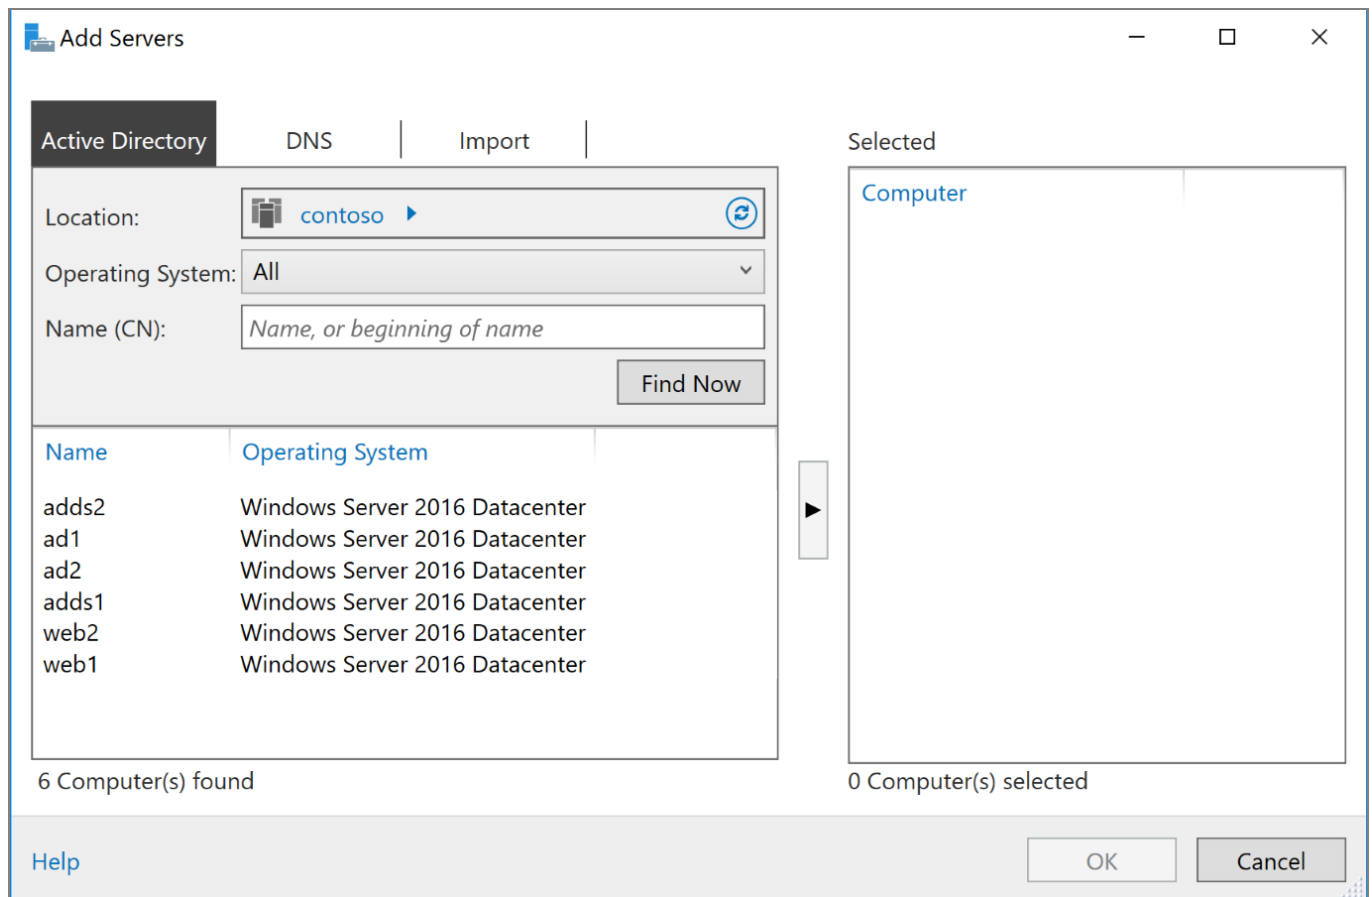 Add Servers
Active Directory DNS Import
Location: contoso
Operating System: All
Name (CN): Name, or beginning of name
Find Now
Name Operating System
adds2 Windows Server 2016 Datacenter
ad1 Windows Server 2016 Datacenter
ad2 Windows Server 2016 Datacenter
adds1 Windows Server 2016 Datacenter
web2 Windows Server 2016 Datacenter
web1 Windows Server 2016 Datacenter
6 Computer(s) found
Selected
Computer
0 Computer(s) selected
Help OK Cancel